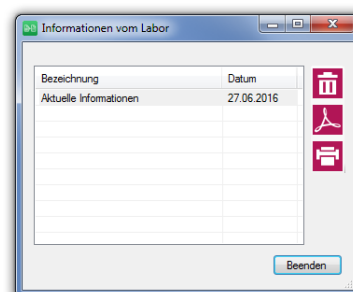 Informationen vom Labor
Bezeichnung Datum
Aktuelle Informationen 27.06.2016
Beenden